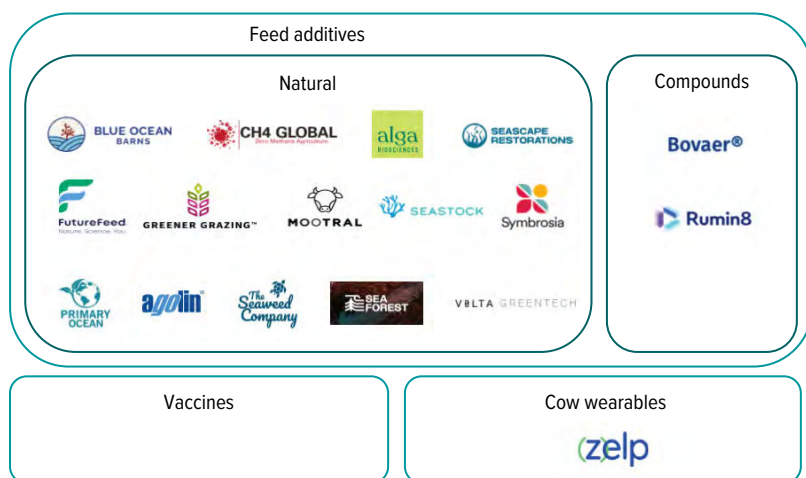 Feed additives
Natural
BLUE OCEAN
BARNS
CH4 GLOBAL
Zero Methane Agriculture
alga
BIOSCIENCES
SEASCAPE
RESTORATIONS
FutureFeed
Nature. Science. You.
GREENER GRAZING™
MOOTRAL
SEASTOCK
Symbrosia
PRIMARY
OCEAN
agolin
The
Seaweed
Company
SEA
FOREST
VOLTA GREENTECH
Compounds
Bovaer®
Rumin8
Vaccines
Cow wearables
(z)elp